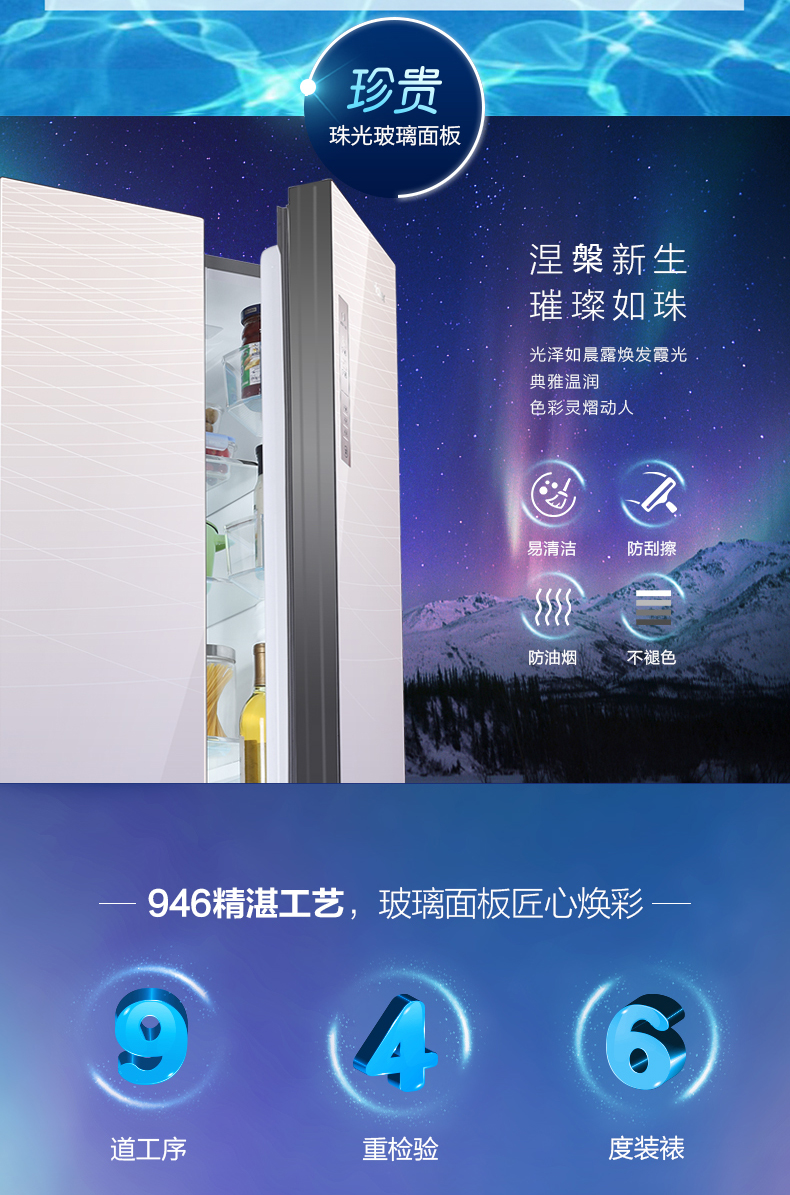 珍贵
珠光玻璃面板
涅槃新生
璀璨如珠
光泽如晨露焕发霞光
典雅温润
色彩灵熠动人
易清洁
防刮擦
防油烟
不褪色
946精湛工艺，玻璃面板匠心焕彩
9
4
6
道工序
重检验
度装裱